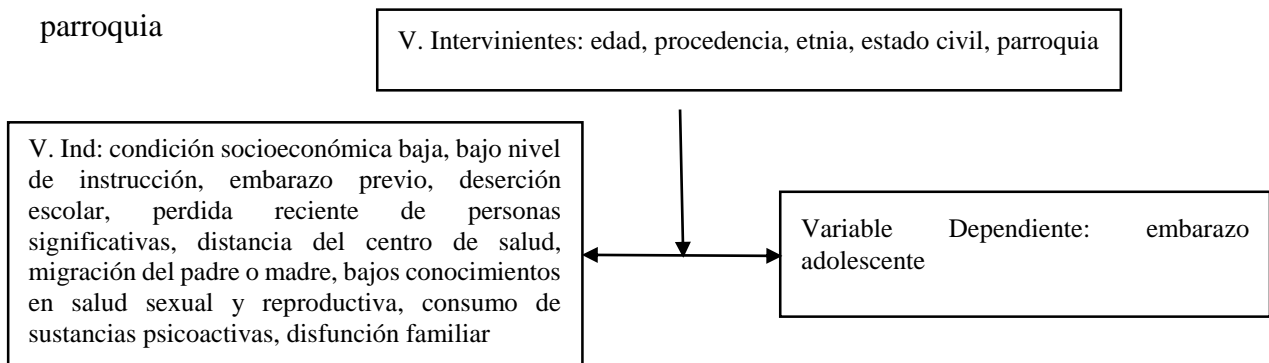 parroquia
V. Intervinientes: edad, procedencia, etnia, estado civil, parroquia
V. Ind: condición socioeconómica baja, bajo nivel
de instrucción, embarazo previo, deserción
escolar, perdida reciente de personas
significativas, distancia del centro de salud,
migración del padre o madre, bajos conocimientos
en salud sexual y reproductiva, consumo de
sustancias psicoactivas, disfunción familiar
Variable Dependiente: embarazo
adolescente